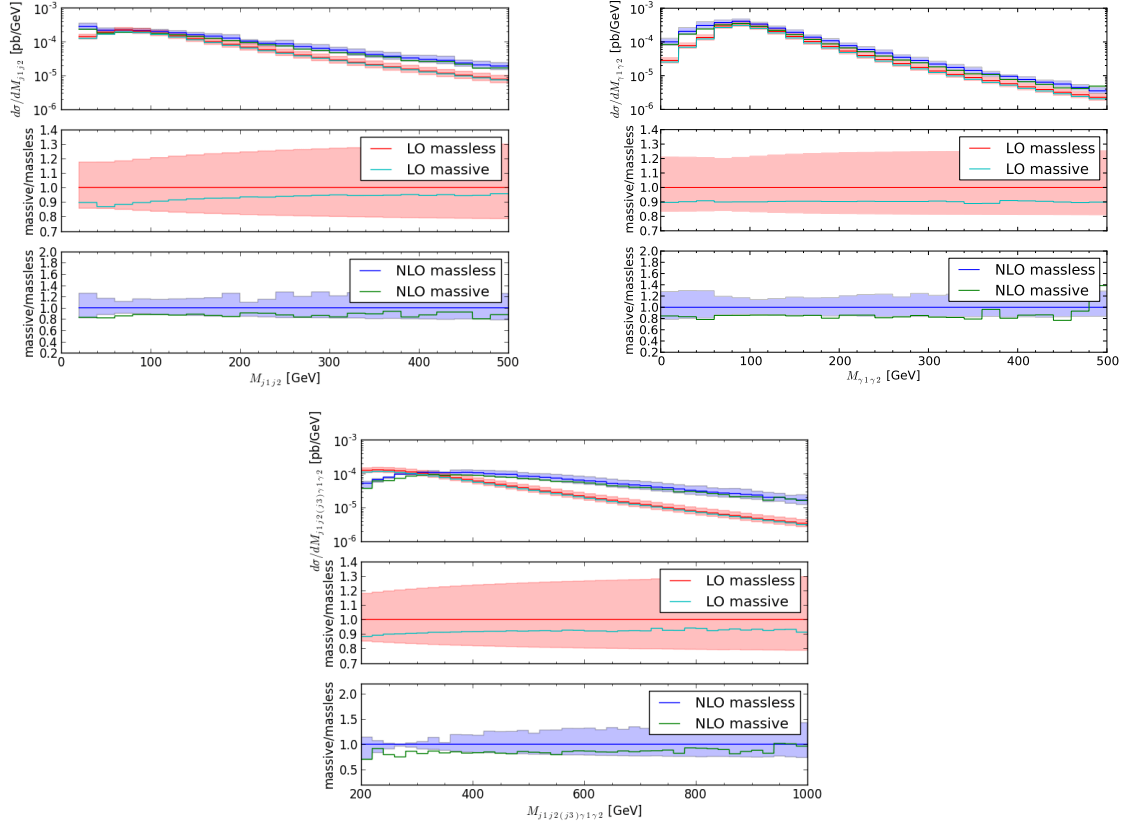 dσ/dM_{j1j2} [pb/GeV]
10^{-3}
10^{-4}
10^{-5}
10^{-6}
massive/massless
1.4
1.3
1.2
1.1
1.0
0.9
0.8
0.7
LO massless
LO massive
massive/massless
2.0
1.8
1.6
1.4
1.2
1.0
0.8
0.6
0.4
0.2
NLO massless
NLO massive
0 100 200 300 400 500
M_{j1j2} [GeV]
dσ/dM_{γ1γ2} [pb/GeV]
10^{-3}
10^{-4}
10^{-5}
10^{-6}
massive/massless
1.4
1.3
1.2
1.1
1.0
0.9
0.8
0.7
LO massless
LO massive
massive/massless
2.0
1.8
1.6
1.4
1.2
1.0
0.8
0.6
0.4
0.2
NLO massless
NLO massive
0 100 200 300 400 500
M_{γ1γ2} [GeV]
dσ/dM_{j1j2(j3)γ1γ2} [pb/GeV]
10^{-3}
10^{-4}
10^{-5}
10^{-6}
massive/massless
1.4
1.3
1.2
1.1
1.0
0.9
0.8
0.7
LO massless
LO massive
massive/massless
2.0
1.5
1.0
0.5
NLO massless
NLO massive
200 400 600 800 1000
M_{j1j2(j3)γ1γ2} [GeV]